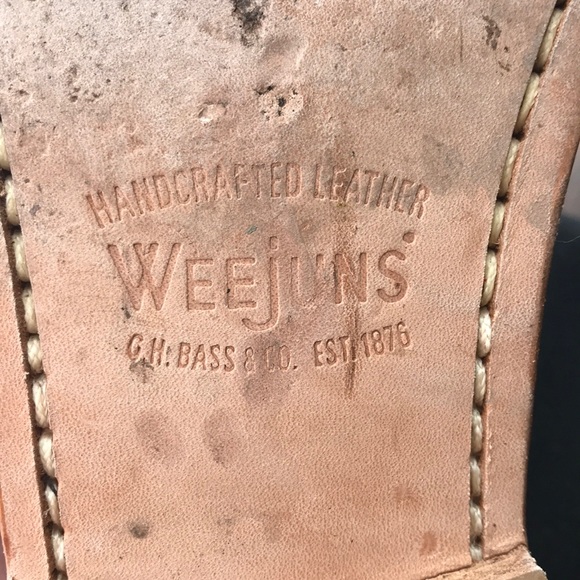 HANDCRAFTED LEATHER
WEEJUNS
G.H. BASS & CO. EST. 1876